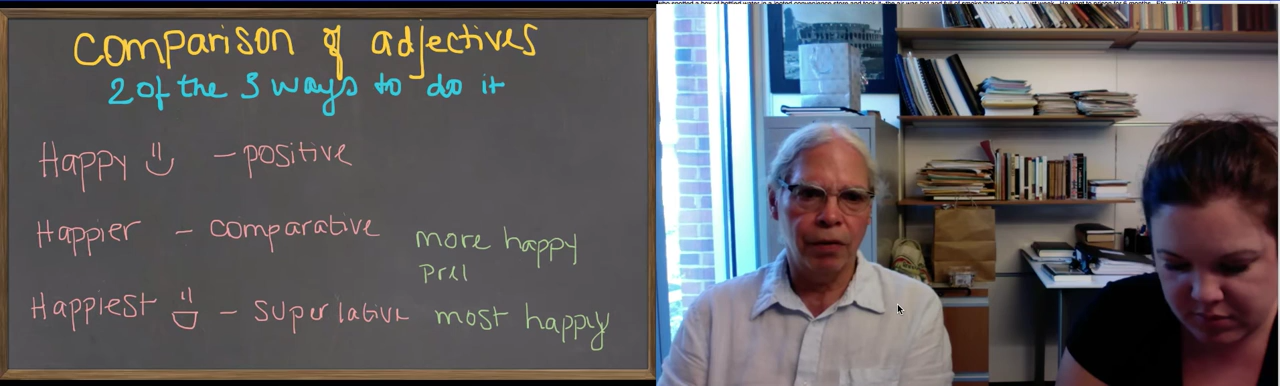 comparison of adjectives
2 of the 3 ways to do it
Happy - positive
Happier - comparative more happy
Happiest - superlative most happy